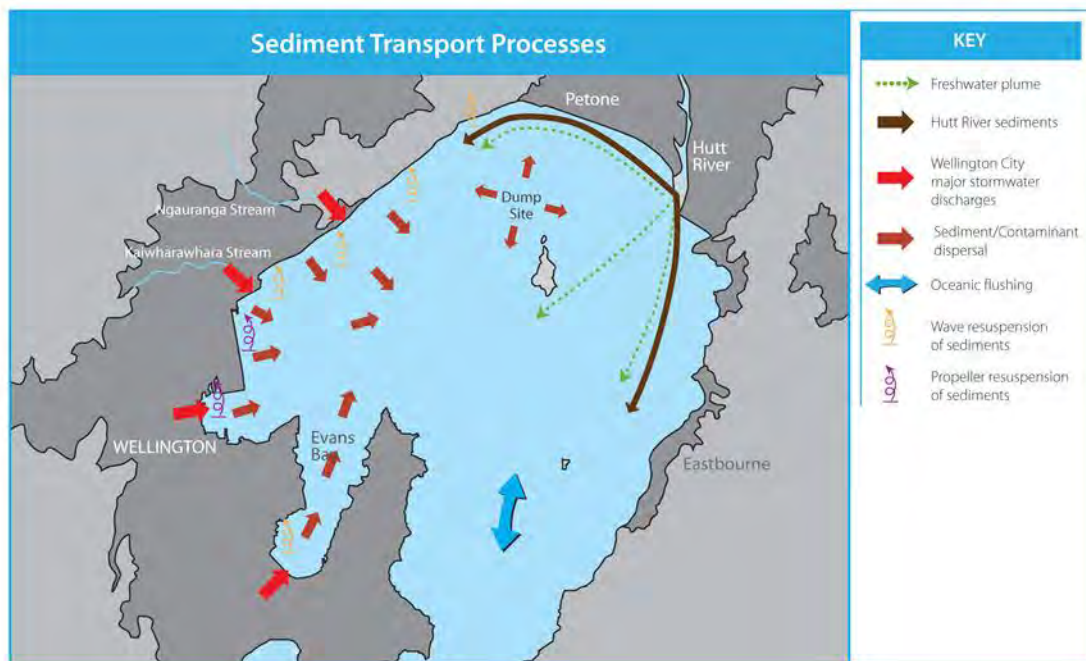 Sediment Transport Processes
KEY
Freshwater plume
Hutt River sediments
Wellington City
major stormwater
discharges
Sediment/Contaminant
dispersal
Oceanic flushing
Wave resuspension
of sediments
Propeller resuspension
of sediments
Petone
Hutt
River
Dump
Site
Ngauranga Stream
Kaiwharawhara Stream
WELLINGTON
Evans
Bay
Eastbourne